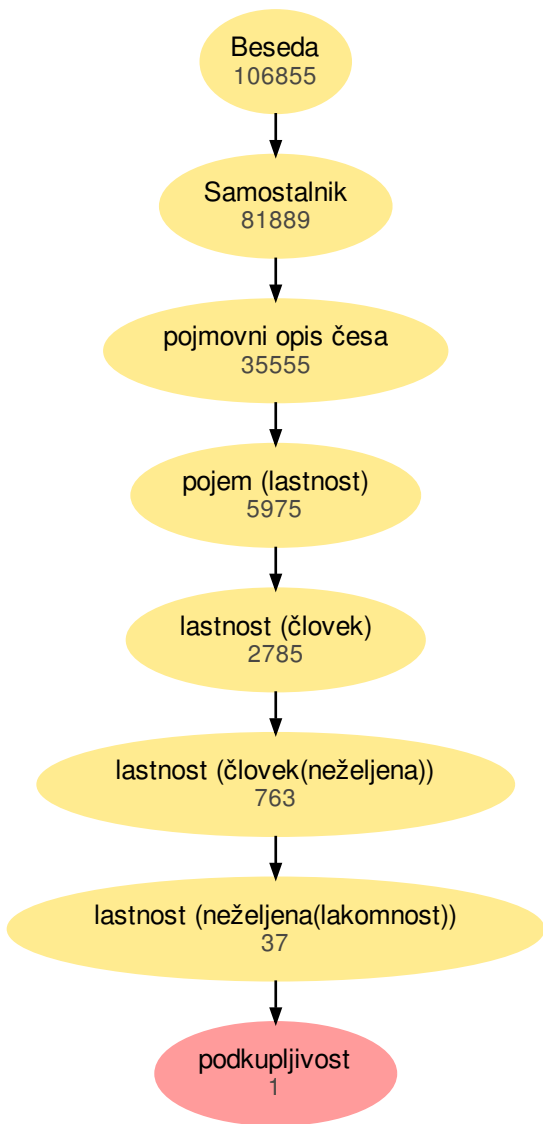 Beseda
106855
Samostalnik
81889
pojmovni opis česa
35555
pojem (lastnost)
5975
lastnost (človek)
2785
lastnost (človek(neželjena))
763
lastnost (neželjena(lakomnost))
37
podkupljivost
1